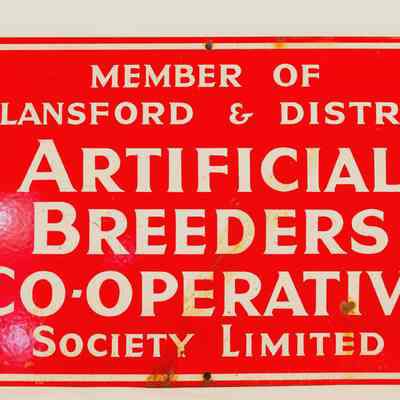 MEMBER OF
LANSFORD & DISTR
ARTIFICIAL
BREEDERS
CO-OPERATIV
SOCIETY LIMITED